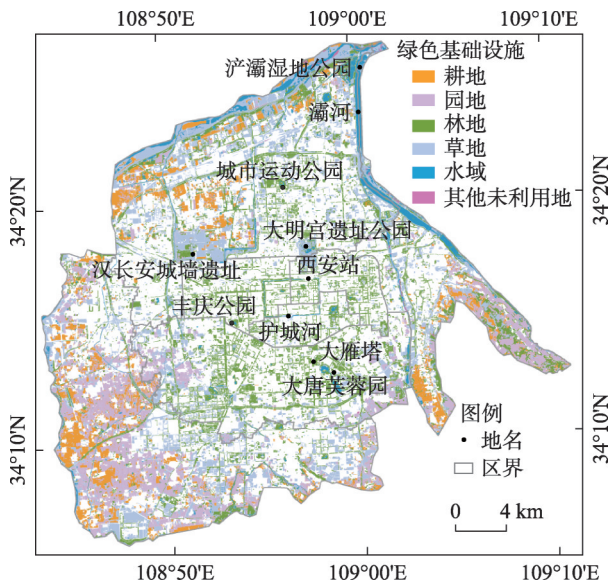 108°50′E
109°00′E
109°10′E
绿色基础设施
耕地
园地
林地
草地
水域
其他未利用地
浐灞湿地公园
灞河
城市运动公园
34°20′N
34°20′N
大明宫遗址公园
汉长安城墙遗址
西安站
丰庆公园
护城河
大雁塔
大唐芙蓉园
图例
地名
区界
34°10′N
34°10′N
0 4 km
108°50′E
109°00′E
109°10′E